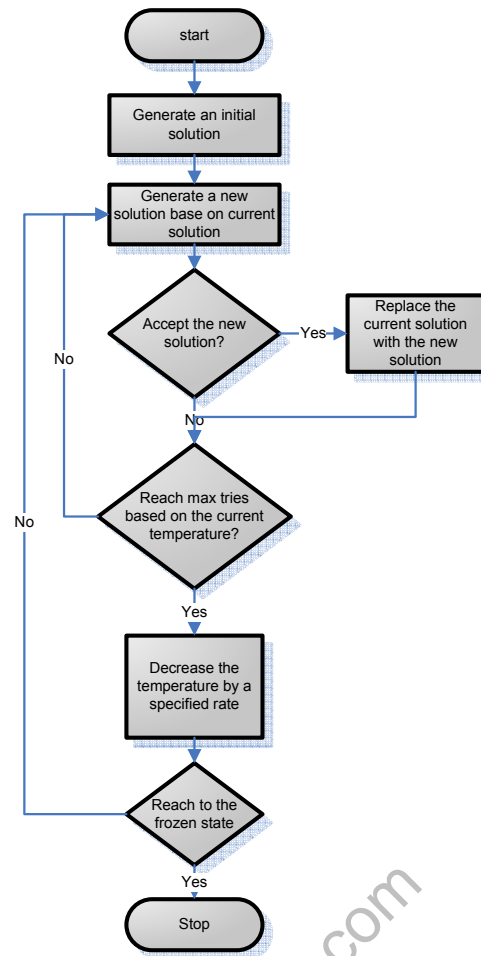 start
Generate an initial
solution
Generate a new
solution base on current
solution
Accept the new
solution?
Yes
Replace the
current solution
with the new
solution
No
No
Reach max tries
based on the current
temperature?
No
Yes
Decrease the
temperature by a
specified rate
Reach to the
frozen state
Yes
Stop
.com